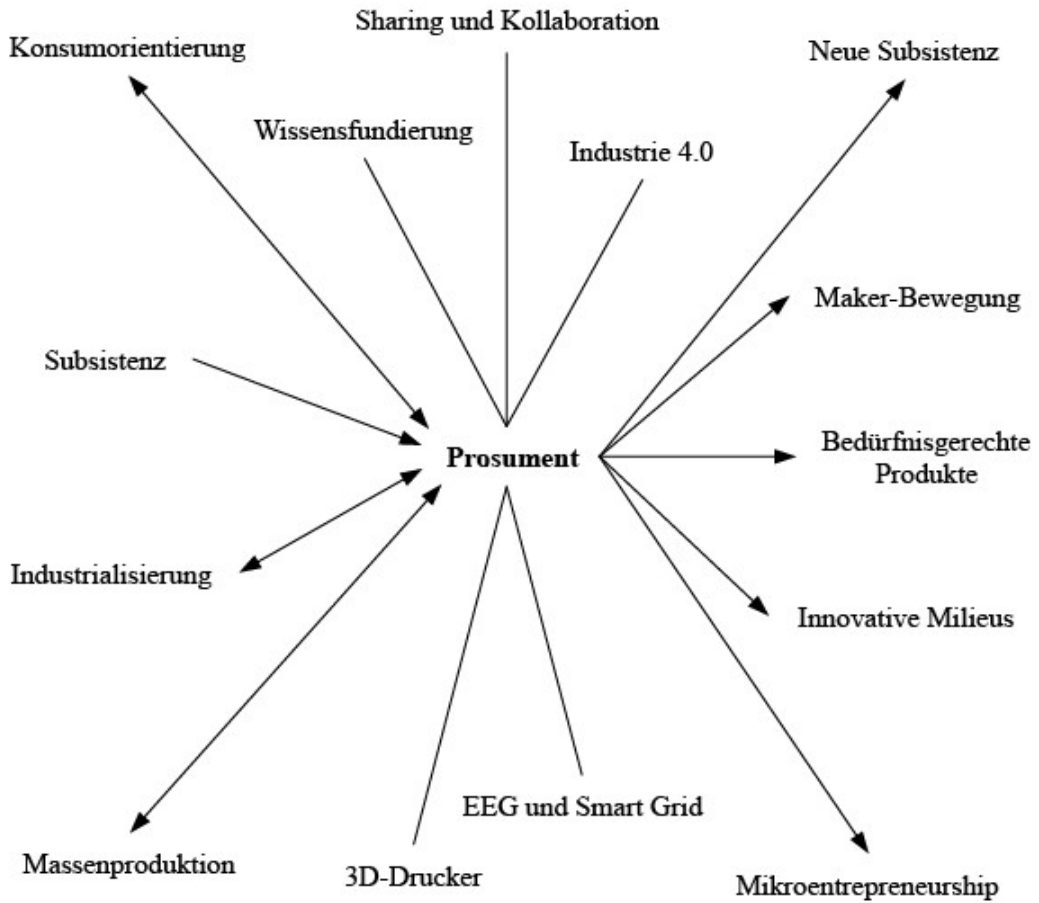 Sharing und Kollaboration
Konsumorientierung
Neue Subsistenz
Wissensfundierung
Industrie 4.0
Maker-Bewegung
Subsistenz
Bedürfnisgerechte
Produkte
Prosument
Industrialisierung
Innovative Milieus
EEG und Smart Grid
Massenproduktion
3D-Drucker
Mikroentrepreneurship